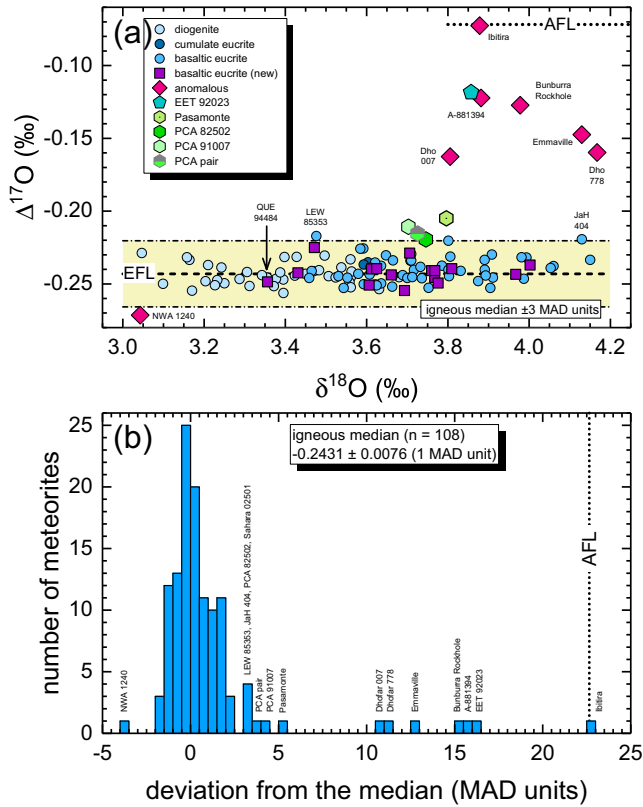 (a)
AFL
Ibitira
diogenite
cumulate eucrite
basaltic eucrite
basaltic eucrite (new)
anomalous
EET 92023
Pasamonte
PCA 82502
PCA 91007
PCA pair
A-881394
Bunburra
Rockhole
Emmaville
Dho
007
Dho
778
QUE
94484
LEW
85353
JaH
404
EFL
NWA 1240
igneous median ±3 MAD units
-0.10
-0.15
-0.20
-0.25
Δ¹⁷O (‰)
3.0 3.2 3.4 3.6 3.8 4.0 4.2
δ¹⁸O (‰)
(b)
igneous median (n = 108)
-0.2431 ± 0.0076 (1 MAD unit)
AFL
25
20
15
10
5
0
number of meteorites
NWA 1240
LEW 85353, JaH 404, PCA 82502, Sahara 02501
PCA pair
PCA 91007
Pasamonte
Dhofar 007
Dhofar 778
Emmaville
Bunburra Rockhole
A-881394
EET 92023
Ibitira
-5 0 5 10 15 20 25
deviation from the median (MAD units)